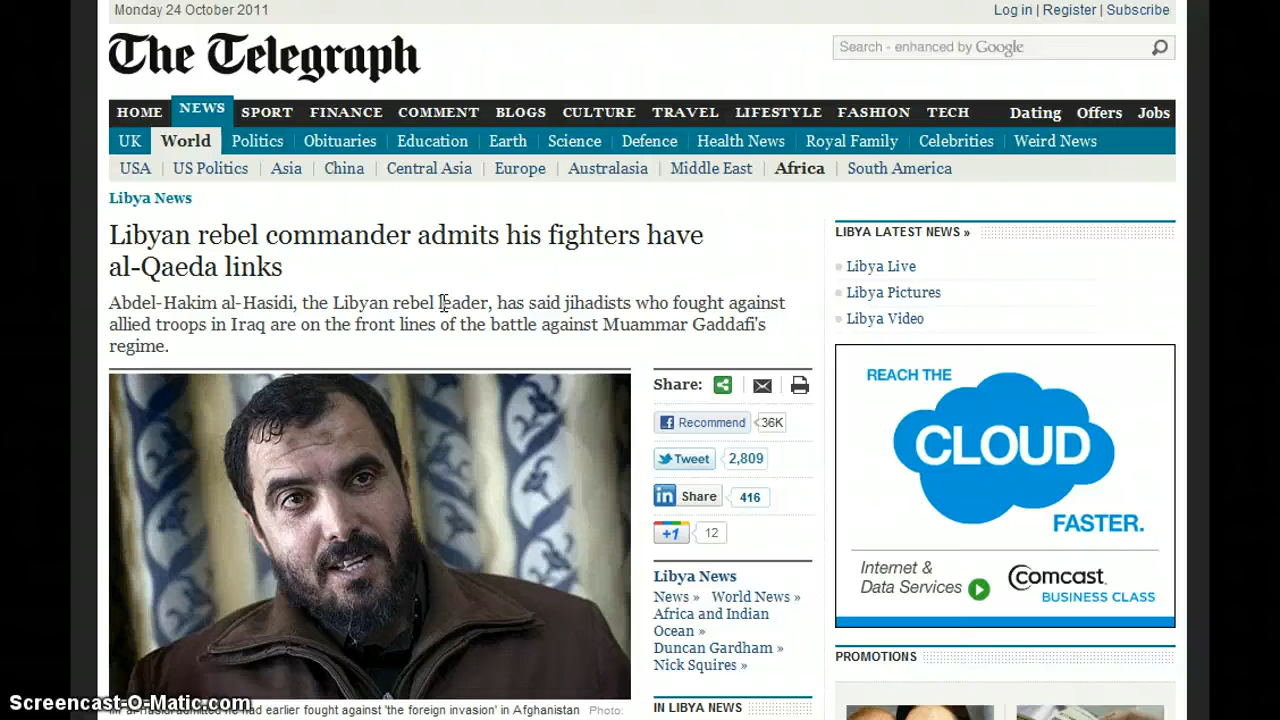 Monday 24 October 2011
Log in | Register | Subscribe
The Telegraph
Search - enhanced by Google
HOME NEWS SPORT FINANCE COMMENT BLOGS CULTURE TRAVEL LIFESTYLE FASHION TECH Dating Offers Jobs
UK World Politics Obituaries Education Earth Science Defence Health News Royal Family Celebrities Weird News
USA US Politics Asia China Central Asia Europe Australasia Middle East Africa South America
Libya News
Libyan rebel commander admits his fighters have
al-Qaeda links
Abdel-Hakim al-Hasidi, the Libyan rebel leader, has said jihadists who fought against
allied troops in Iraq are on the front lines of the battle against Muammar Gaddafi's
regime.
Share:
Recommend 36K
Tweet 2,809
in Share 416
+1 12
Libya News
News » World News »
Africa and Indian
Ocean »
Duncan Gardham »
Nick Squires »
IN LIBYA NEWS
LIBYA LATEST NEWS »
Libya Live
Libya Pictures
Libya Video
REACH THE
CLOUD
FASTER.
Internet &
Data Services
Comcast
BUSINESS CLASS
PROMOTIONS
Screencast-O-Matic.com
had earlier fought against 'the foreign invasion' in Afghanistan Photo: